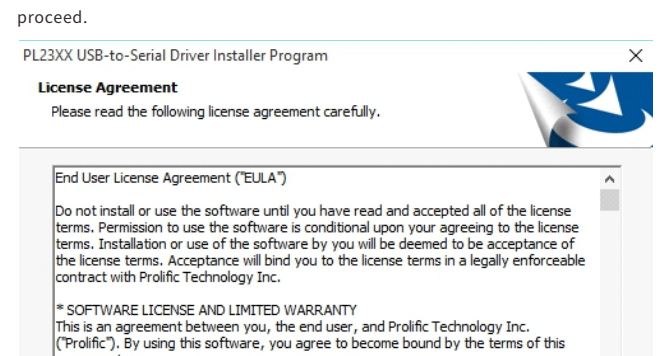 proceed.
PL23XX USB-to-Serial Driver Installer Program
License Agreement
Please read the following license agreement carefully.
End User License Agreement ("EULA")
Do not install or use the software until you have read and accepted all of the license
terms. Permission to use the software is conditional upon your agreeing to the license
terms. Installation or use of the software by you will be deemed to be acceptance of
the license terms. Acceptance will bind you to the license terms in a legally enforceable
contract with Prolific Technology Inc.
* SOFTWARE LICENSE AND LIMITED WARRANTY
This is an agreement between you, the end user, and Prolific Technology Inc.
("Prolific"). By using this software, you agree to become bound by the terms of this